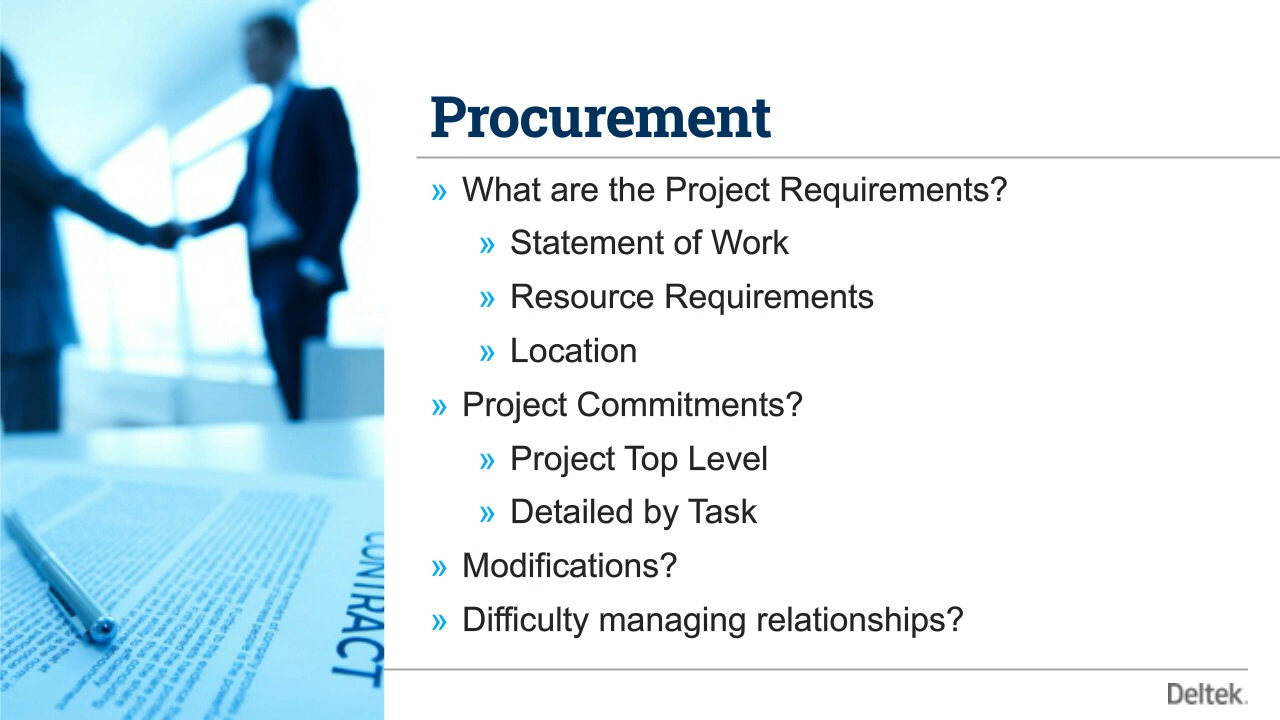 Procurement
» What are the Project Requirements?
» Statement of Work
» Resource Requirements
» Location
» Project Commitments?
» Project Top Level
» Detailed by Task
» Modifications?
» Difficulty managing relationships?
CONTRACT
Deltek.